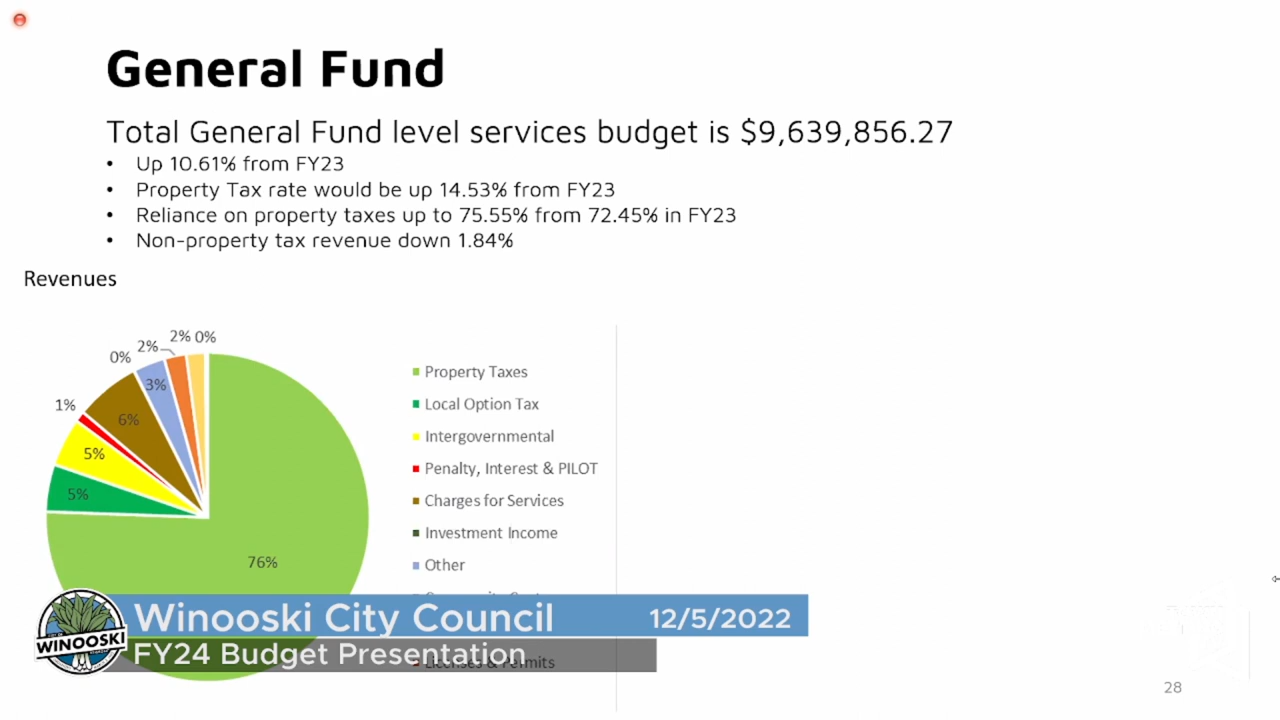 General Fund
Total General Fund level services budget is $9,639,856.27
• Up 10.61% from FY23
• Property Tax rate would be up 14.53% from FY23
• Reliance on property taxes up to 75.55% from 72.45% in FY23
• Non-property tax revenue down 1.84%
Revenues
0%
2%
2%
0%
3%
1%
6%
5%
5%
76%
Property Taxes
Local Option Tax
Intergovernmental
Penalty, Interest & PILOT
Charges for Services
Investment Income
Other
Licenses & Permits
WINOOSKI
Winooski City Council
12/5/2022
FY24 Budget Presentation
28